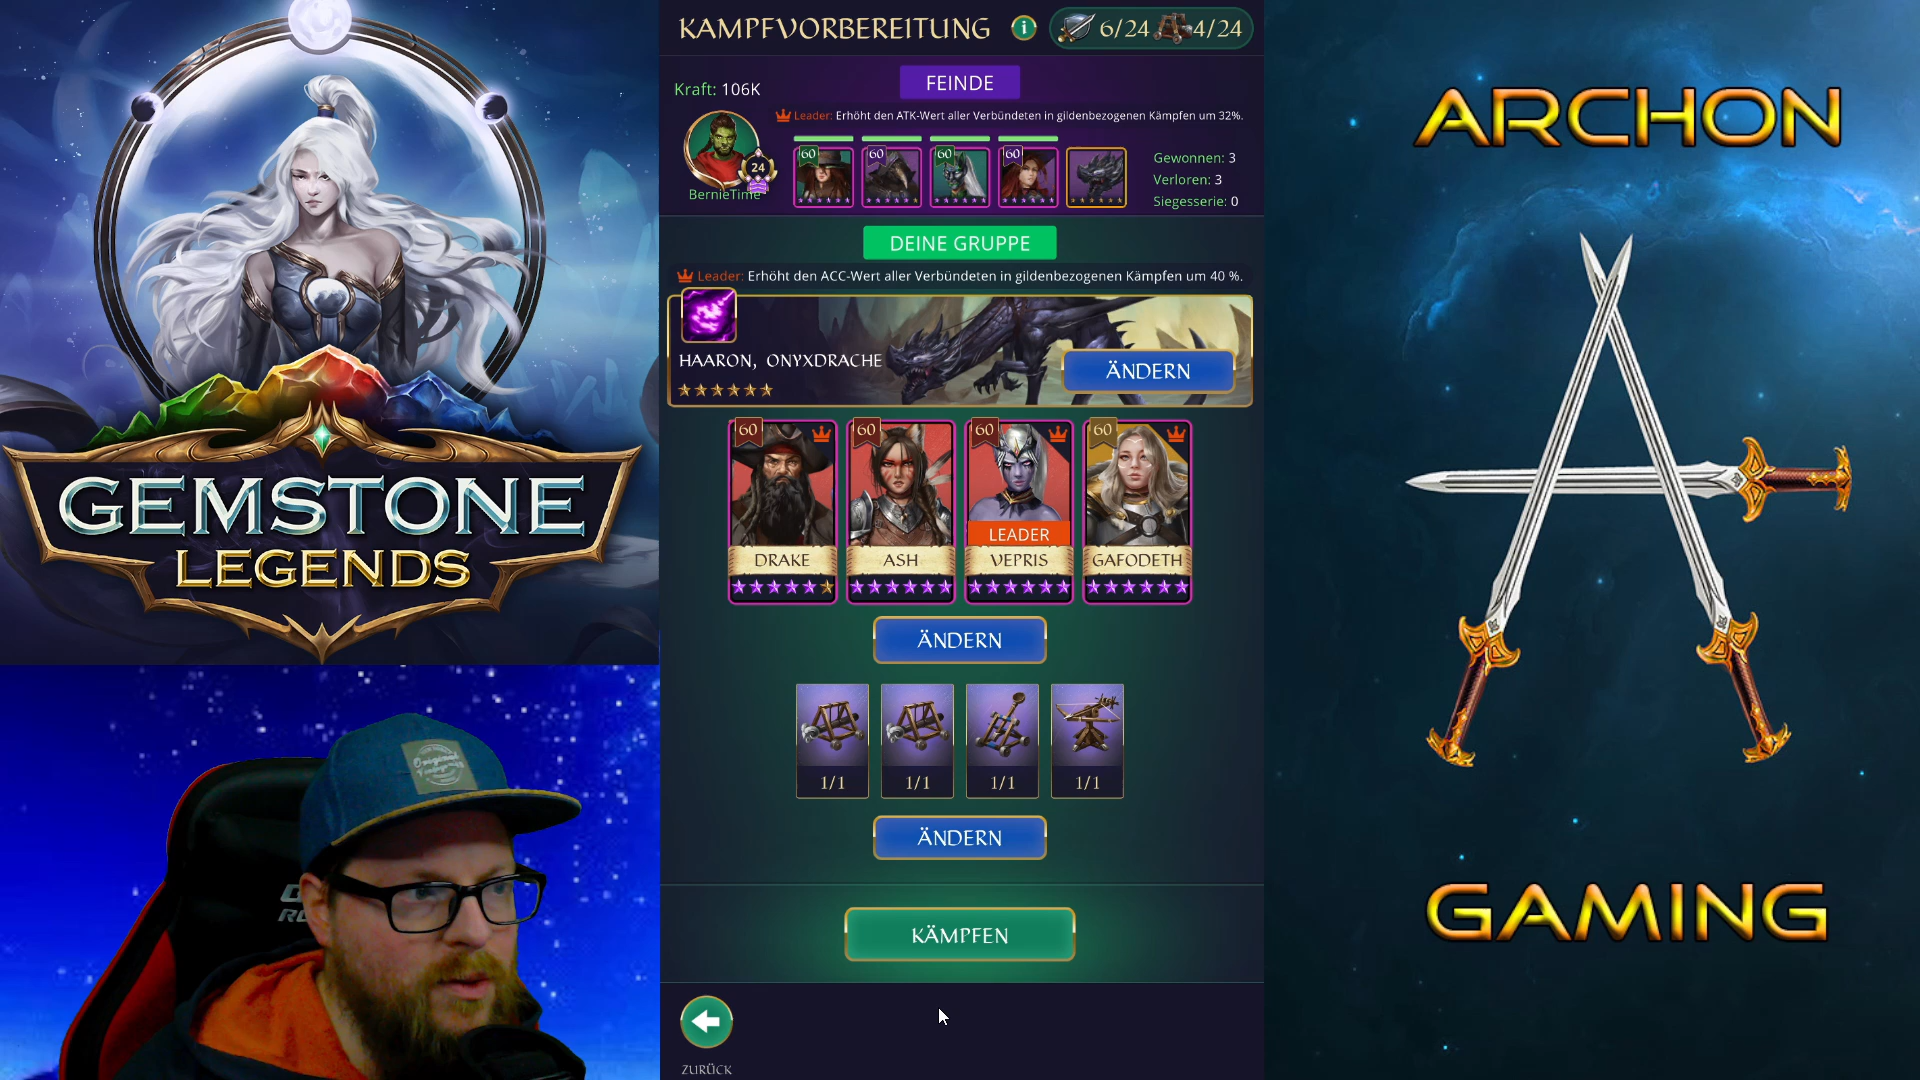 GEMSTONE
LEGENDS
KAMPFVORBEREITUNG
i
6/24
4/24
Kraft: 106K
FEINDE
Leader: Erhöht den ATK-Wert aller Verbündeten in gildenbezogenen Kämpfen um 32%.
60
60
60
60
24
BernieTime
Gewonnen: 3
Verloren: 3
Siegesserie: 0
DEINE GRUPPE
Leader: Erhöht den ACC-Wert aller Verbündeten in gildenbezogenen Kämpfen um 40 %.
HAARON, ONYXDRACHE
ÄNDERN
60
60
60
60
LEADER
DRAKE
ASH
VEPRIS
GAFODETH
ÄNDERN
1/1
1/1
1/1
1/1
ÄNDERN
KÄMPFEN
ZURÜCK
ARCHON
GAMING
Original